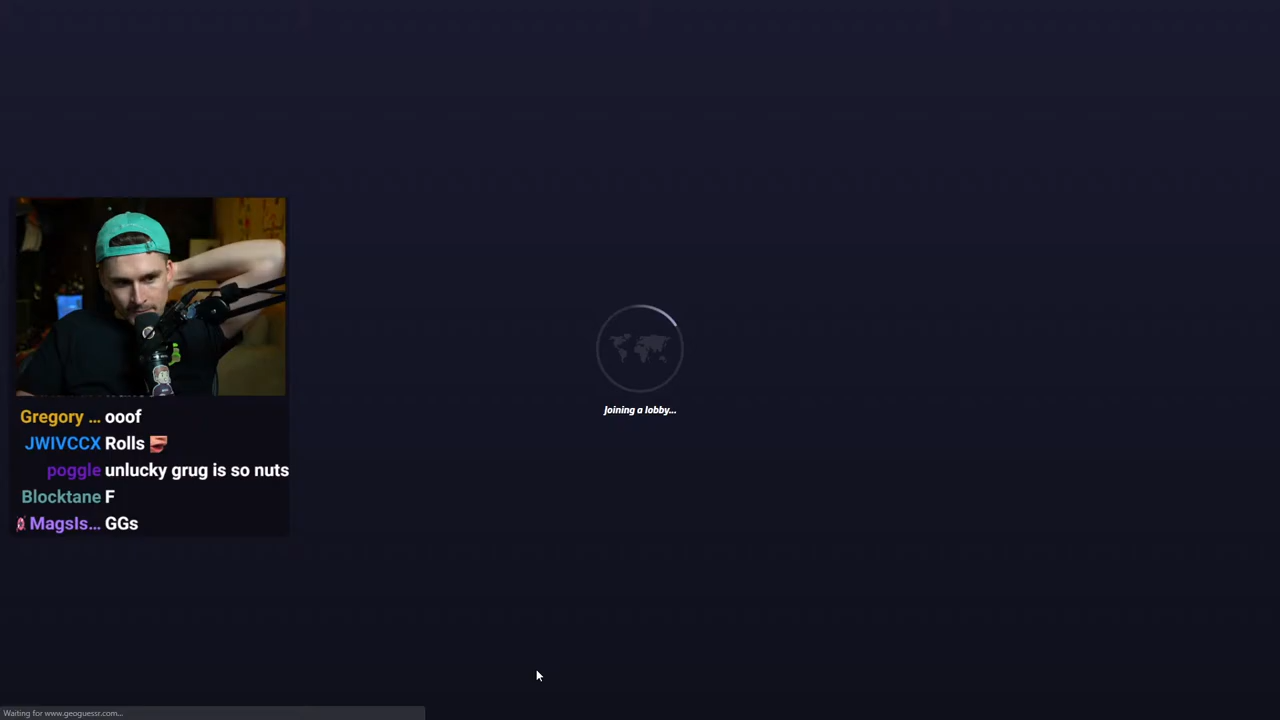 Joining a lobby...
Gregory ... ooof
JWIVCCX Rolls
poggle unlucky grug is so nuts
Blocktane F
MagsIs... GGs
Waiting for www.geoguessr.com...